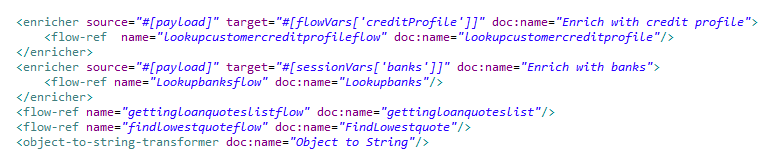 <enricher source="#[payload]" target="#[flowVars['creditProfile']]" doc:name="Enrich with credit profile">
<flow-ref  name="lookupcustomercreditprofileflow" doc:name="lookupcustomercreditprofile"/>
</enricher>
<enricher source="#[payload]" target="#[sessionVars['banks']]" doc:name="Enrich with banks">
<flow-ref name="Lookupbanksflow" doc:name="Lookupbanks"/>
</enricher>
<flow-ref name="gettingloanquoteslistflow" doc:name="gettingloanquoteslist"/>
<flow-ref name="findlowestquoteflow" doc:name="FindLowestquote"/>
<object-to-string-transformer doc:name="Object to String"/>